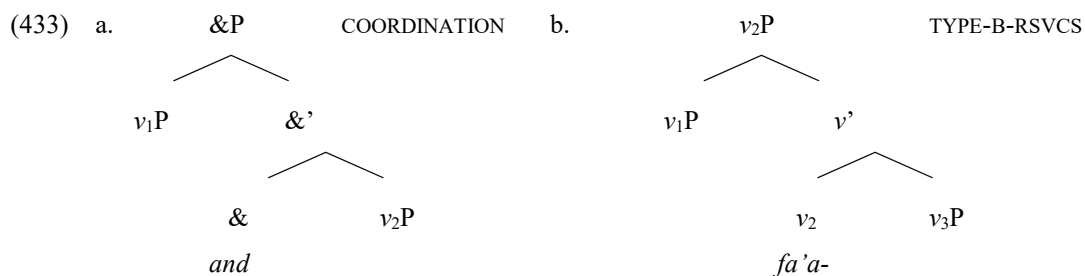 (433) a. &P COORDINATION b. v₂P TYPE-B-RSVCS
v₁P &’ v₁P v’
& v₂P v₂ v₃P
and fa'a-